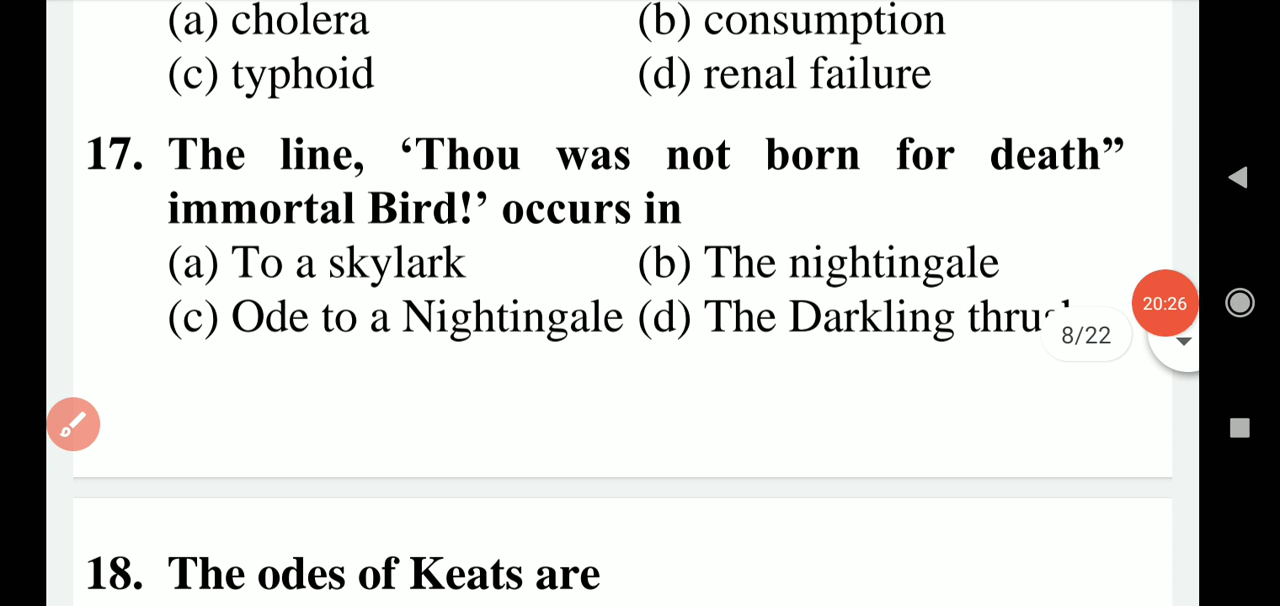 (a) cholera (b) consumption
(c) typhoid (d) renal failure
17. The line, ‘Thou was not born for death”
immortal Bird!’ occurs in
(a) To a skylark (b) The nightingale
(c) Ode to a Nightingale (d) The Darkling
20:26
8/22
18. The odes of Keats are